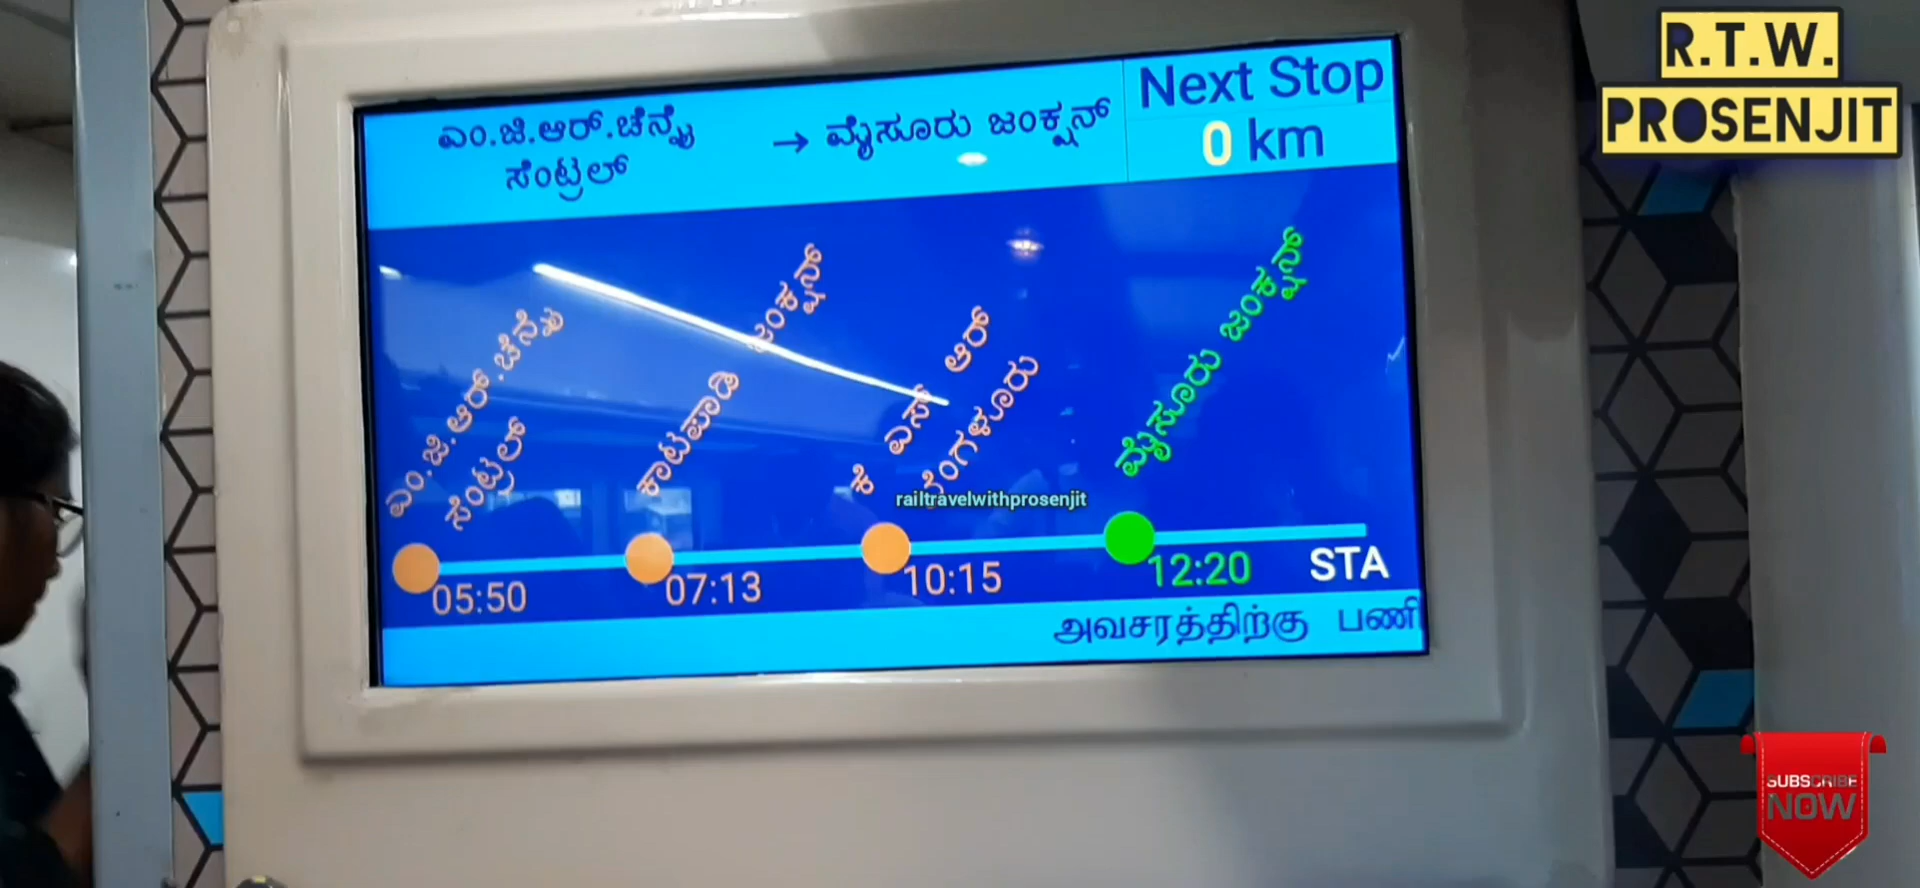 R.T.W.
PROSENJIT
ಎಂ.ಜಿ.ಆರ್.ಚೆನ್ನೈ
ಸೆಂಟ್ರಲ್
→ ಮೈಸೂರು ಜಂಕ್ಷನ್
Next Stop
0 km
ಎಂ.ಜಿ.ಆರ್.ಚೆನ್ನೈ
ಸೆಂಟ್ರಲ್
ಕಾಟಪಾಡಿ ಜಂಕ್ಷನ್
ಕೆ ಎಸ್ ಆರ್
ಬೆಂಗಳೂರು
ಮೈಸೂರು ಜಂಕ್ಷನ್
railtravelwithprosenjit
05:50
07:13
10:15
12:20
STA
அவசரத்திற்கு பணி
SUBSCRIBE
NOW